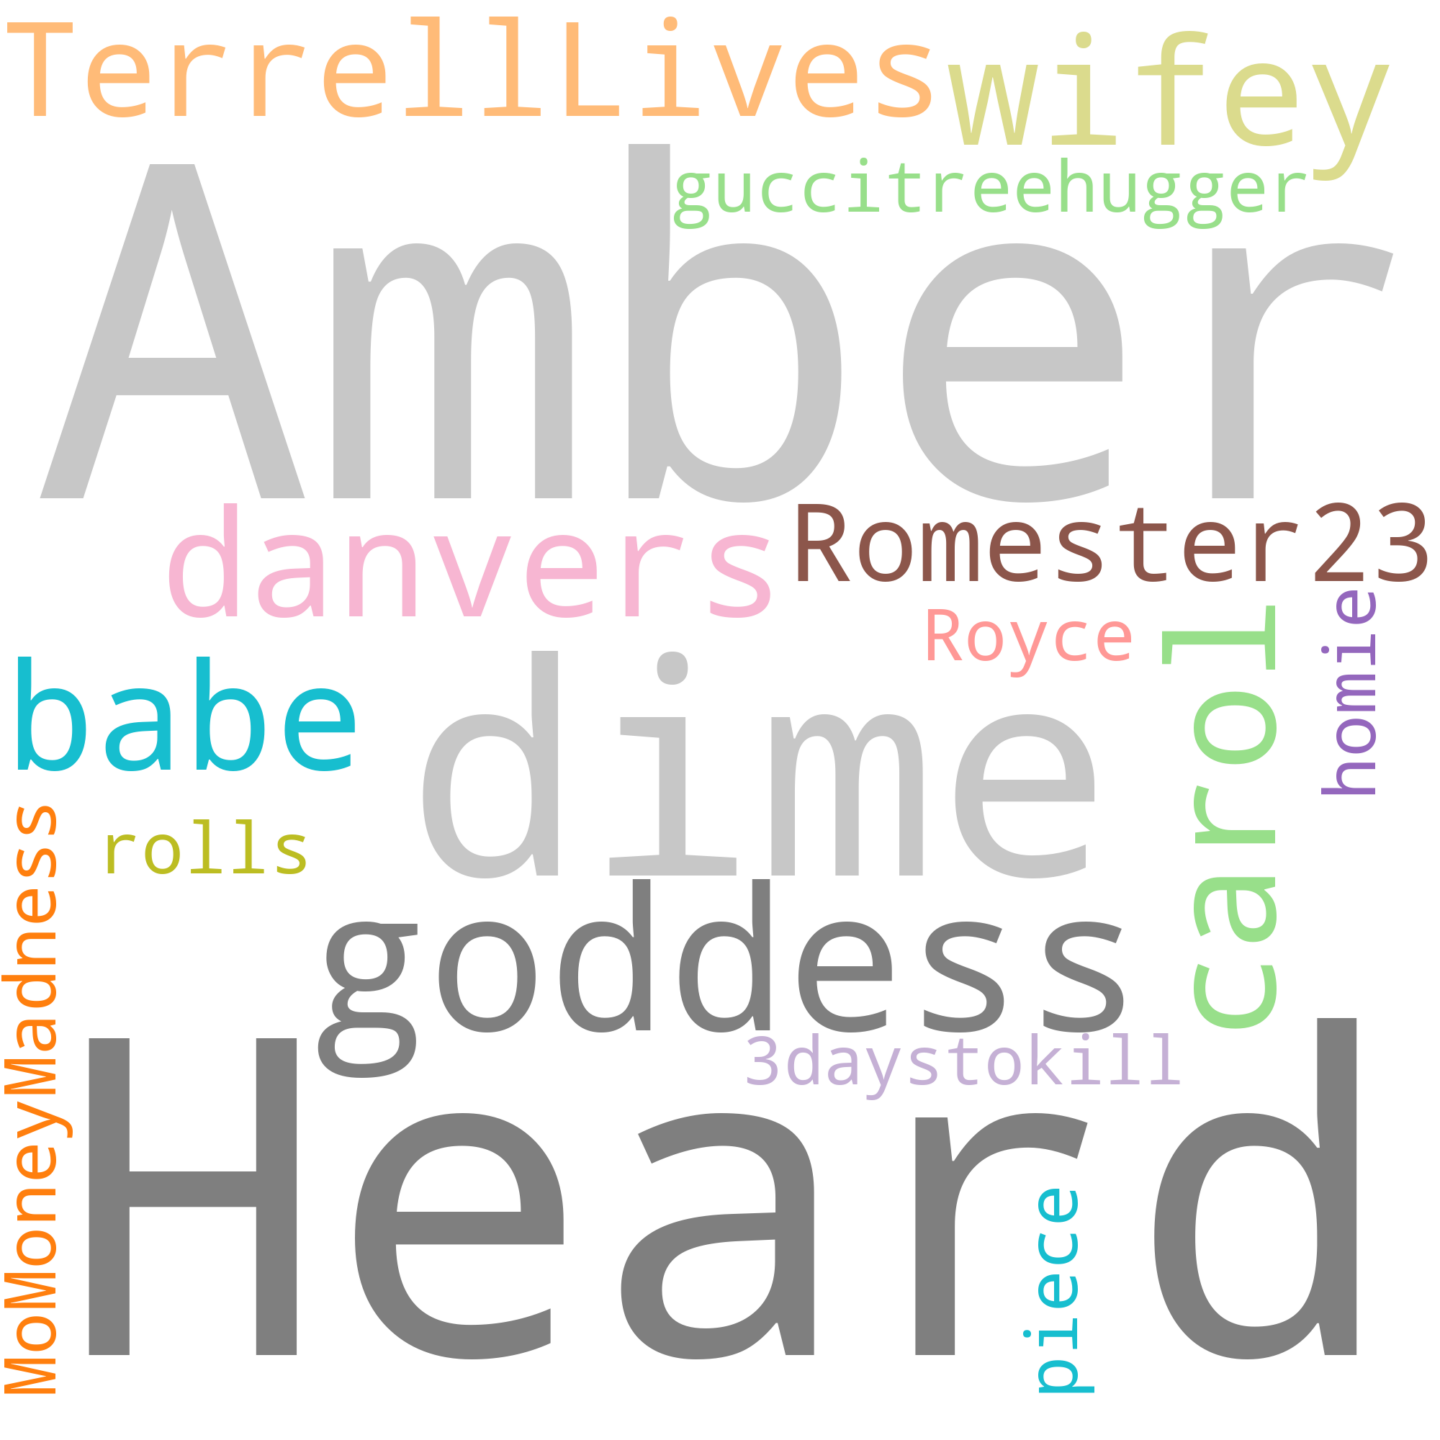 TerrellLives wifey
guccitreehugger
Amber
danvers Romester23
Royce
homie
carol
babe
dime
rolls
MoMoneyMadness
goddess
3daystokill
Heard
piece